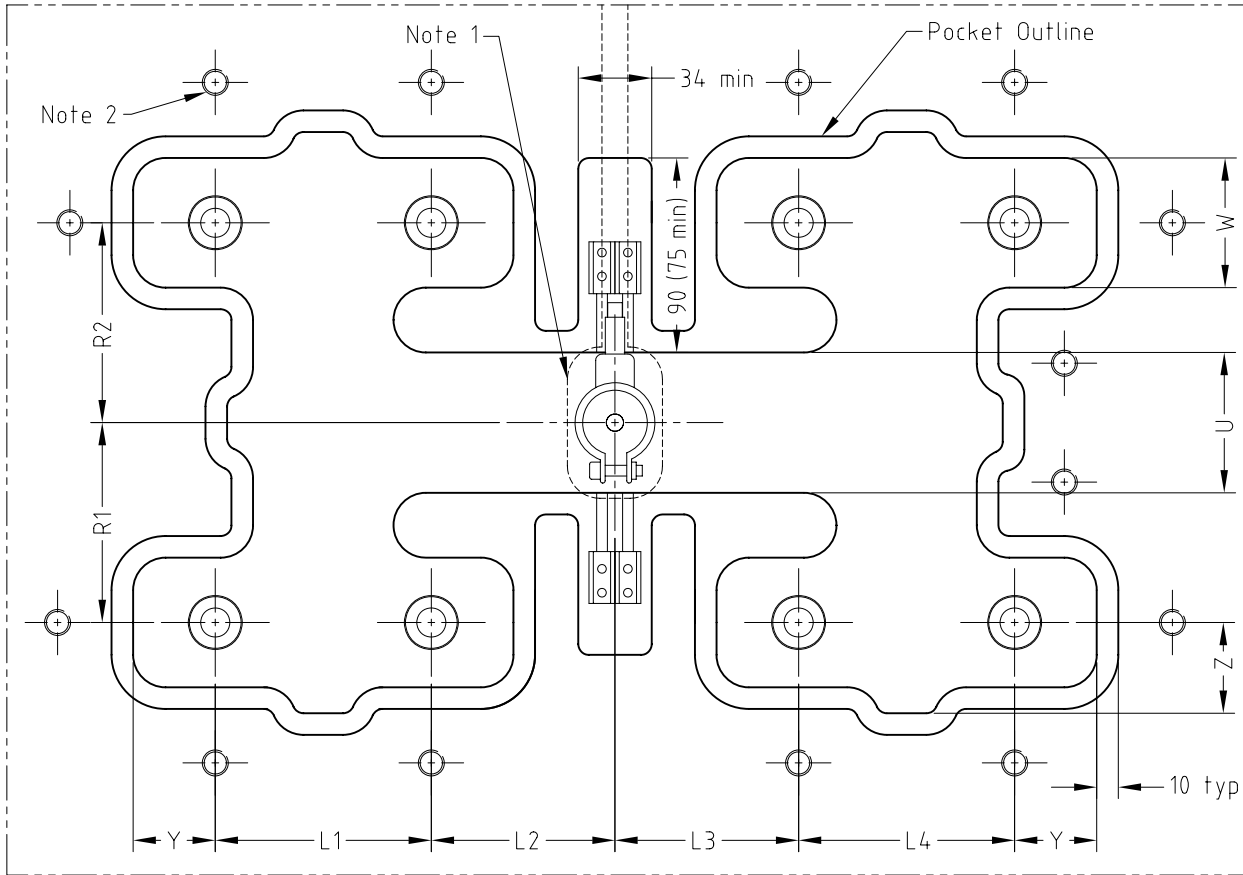 Note 1
Pocket Outline
34 min
Note 2
90 (75 min)
W
R2
U
R1
Z
10 typ
Y
L1
L2
L3
L4
Y